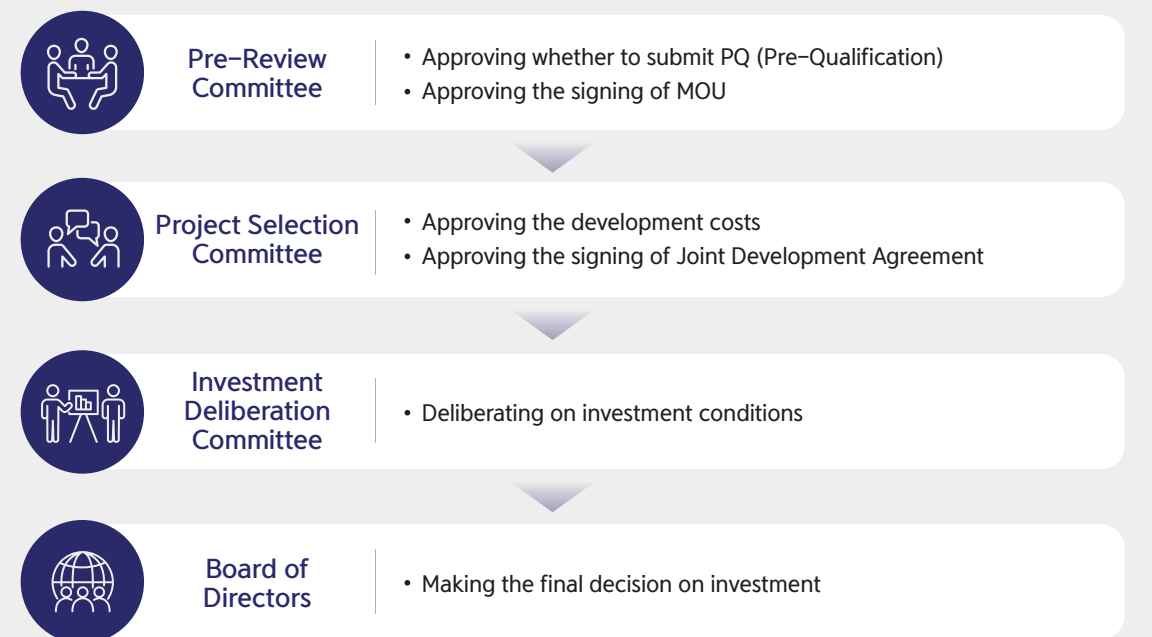 Pre-Review
Committee
• Approving whether to submit PQ (Pre-Qualification)
• Approving the signing of MOU
Project Selection
Committee
• Approving the development costs
• Approving the signing of Joint Development Agreement
Investment
Deliberation
Committee
• Deliberating on investment conditions
Board of
Directors
• Making the final decision on investment